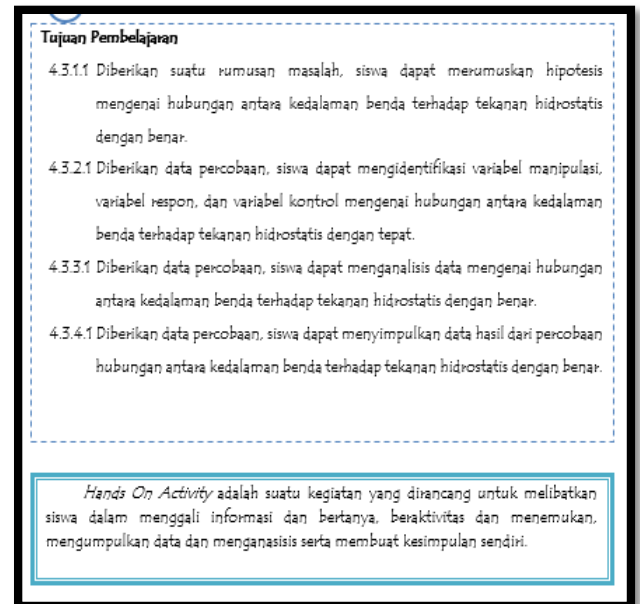 Tujuan Pembelajaran
4.3.1.1 Diberikan suatu rumusan masalah, siswa dapat merumuskan hipotesis
mengenai hubungan antara kedalaman benda terhadap tekanan hidrostatis
dengan benar.
4.3.2.1 Diberikan data percobaan, siswa dapat mengidentifikasi variabel manipulasi,
variabel respon, dan variabel kontrol mengenai hubungan antara kedalaman
benda terhadap tekanan hidrostatis dengan tepat.
4.3.3.1 Diberikan data percobaan, siswa dapat menganalisis data mengenai hubungan
antara kedalaman benda terhadap tekanan hidrostatis dengan benar.
4.3.4.1 Diberikan data percobaan, siswa dapat menyimpulkan data hasil dari percobaan
hubungan antara kedalaman benda terhadap tekanan hidrostatis dengan benar.
Hands On Activity adalah suatu kegiatan yang dirancang untuk melibatkan
siswa dalam menggali informasi dan bertanya, beraktivitas dan menemukan,
mengumpulkan data dan menganasisis serta membuat kesimpulan sendiri.